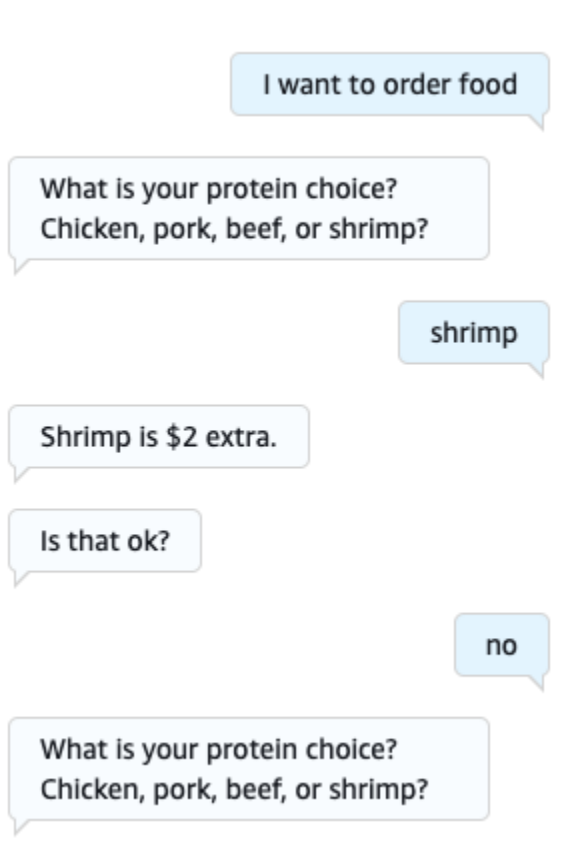 I want to order food
What is your protein choice?
Chicken, pork, beef, or shrimp?
shrimp
Shrimp is $2 extra.
Is that ok?
no
What is your protein choice?
Chicken, pork, beef, or shrimp?